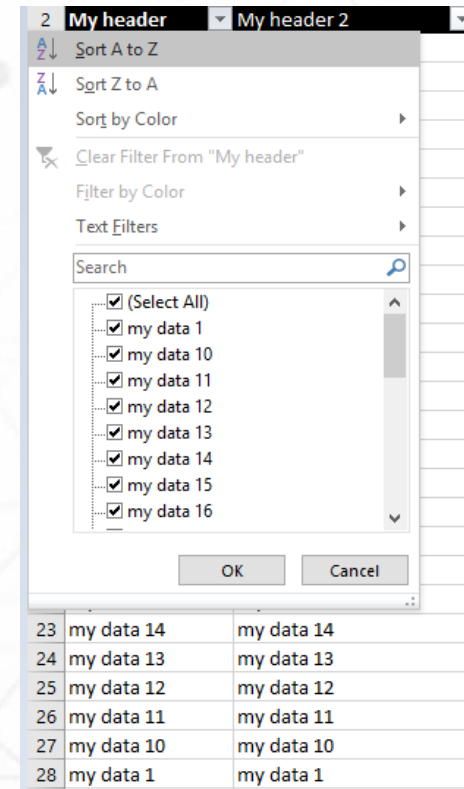 2 My header My header 2
Sort A to Z
Sort Z to A
Sort by Color
Clear Filter From "My header"
Filter by Color
Text Filters
Search
(Select All)
my data 1
my data 10
my data 11
my data 12
my data 13
my data 14
my data 15
my data 16
OK Cancel
23 my data 14 my data 14
24 my data 13 my data 13
25 my data 12 my data 12
26 my data 11 my data 11
27 my data 10 my data 10
28 my data 1 my data 1